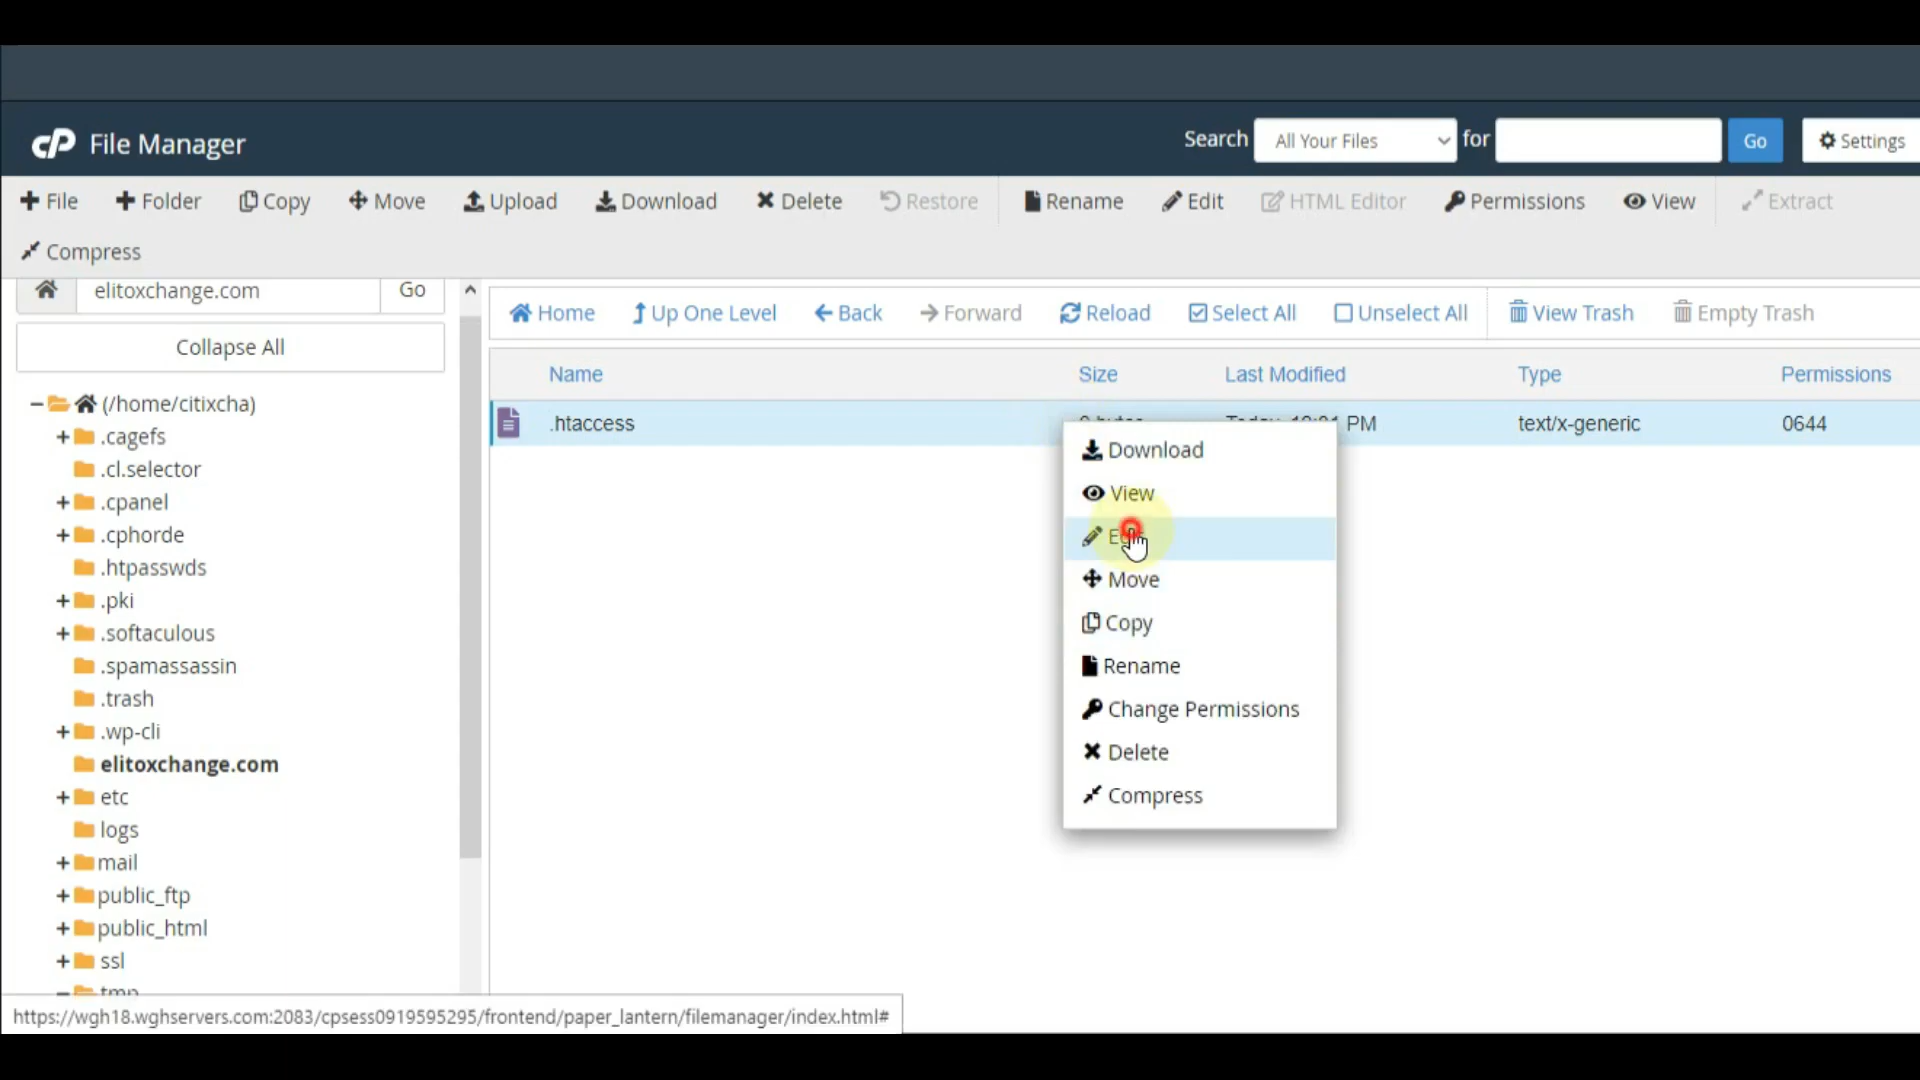 cP File Manager
Search All Your Files for Go Settings
File Folder Copy Move Upload Download Delete Restore Rename Edit HTML Editor Permissions View Extract
Compress
elitoxchange.com Go
Home Up One Level Back Forward Reload Select All Unselect All View Trash Empty Trash
Collapse All
Name Size Last Modified Type Permissions
(/home/citixcha)
.htaccess PM text/x-generic 0644
.cagefs
Download
.cl.selector
View
.cpanel
.cphorde
Edit
.htpasswds
Move
.pki
Copy
.softaculous
.spamassassin
Rename
.trash
Change Permissions
.wp-cli
Delete
elitoxchange.com
etc
Compress
logs
mail
public_ftp
public_html
ssl
tmp
https://wgh18.wghservers.com:2083/cpsess0919595295/frontend/paper_lantern/filemanager/index.html#